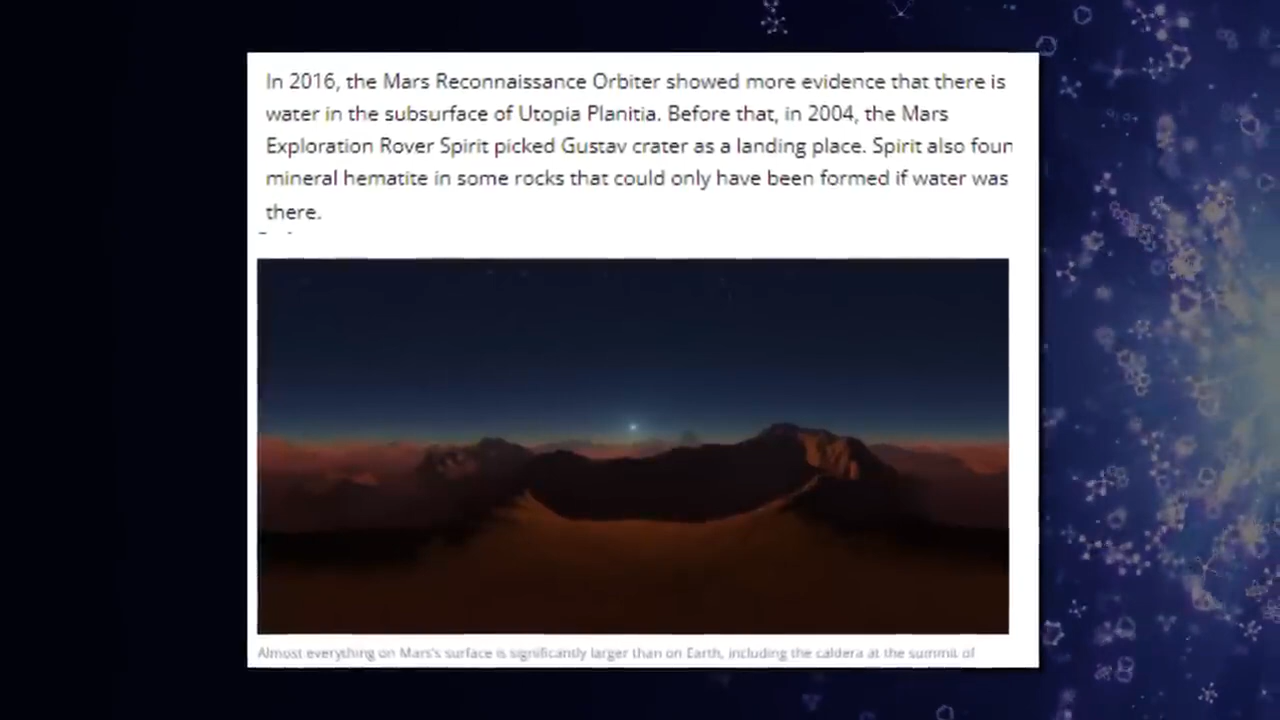 In 2016, the Mars Reconnaissance Orbiter showed more evidence that there is
water in the subsurface of Utopia Planitia. Before that, in 2004, the Mars
Exploration Rover Spirit picked Gustav crater as a landing place. Spirit also foun
mineral hematite in some rocks that could only have been formed if water was
there.
Almost everything on Mars's surface is significantly larger than on Earth, including the caldera at the summit of